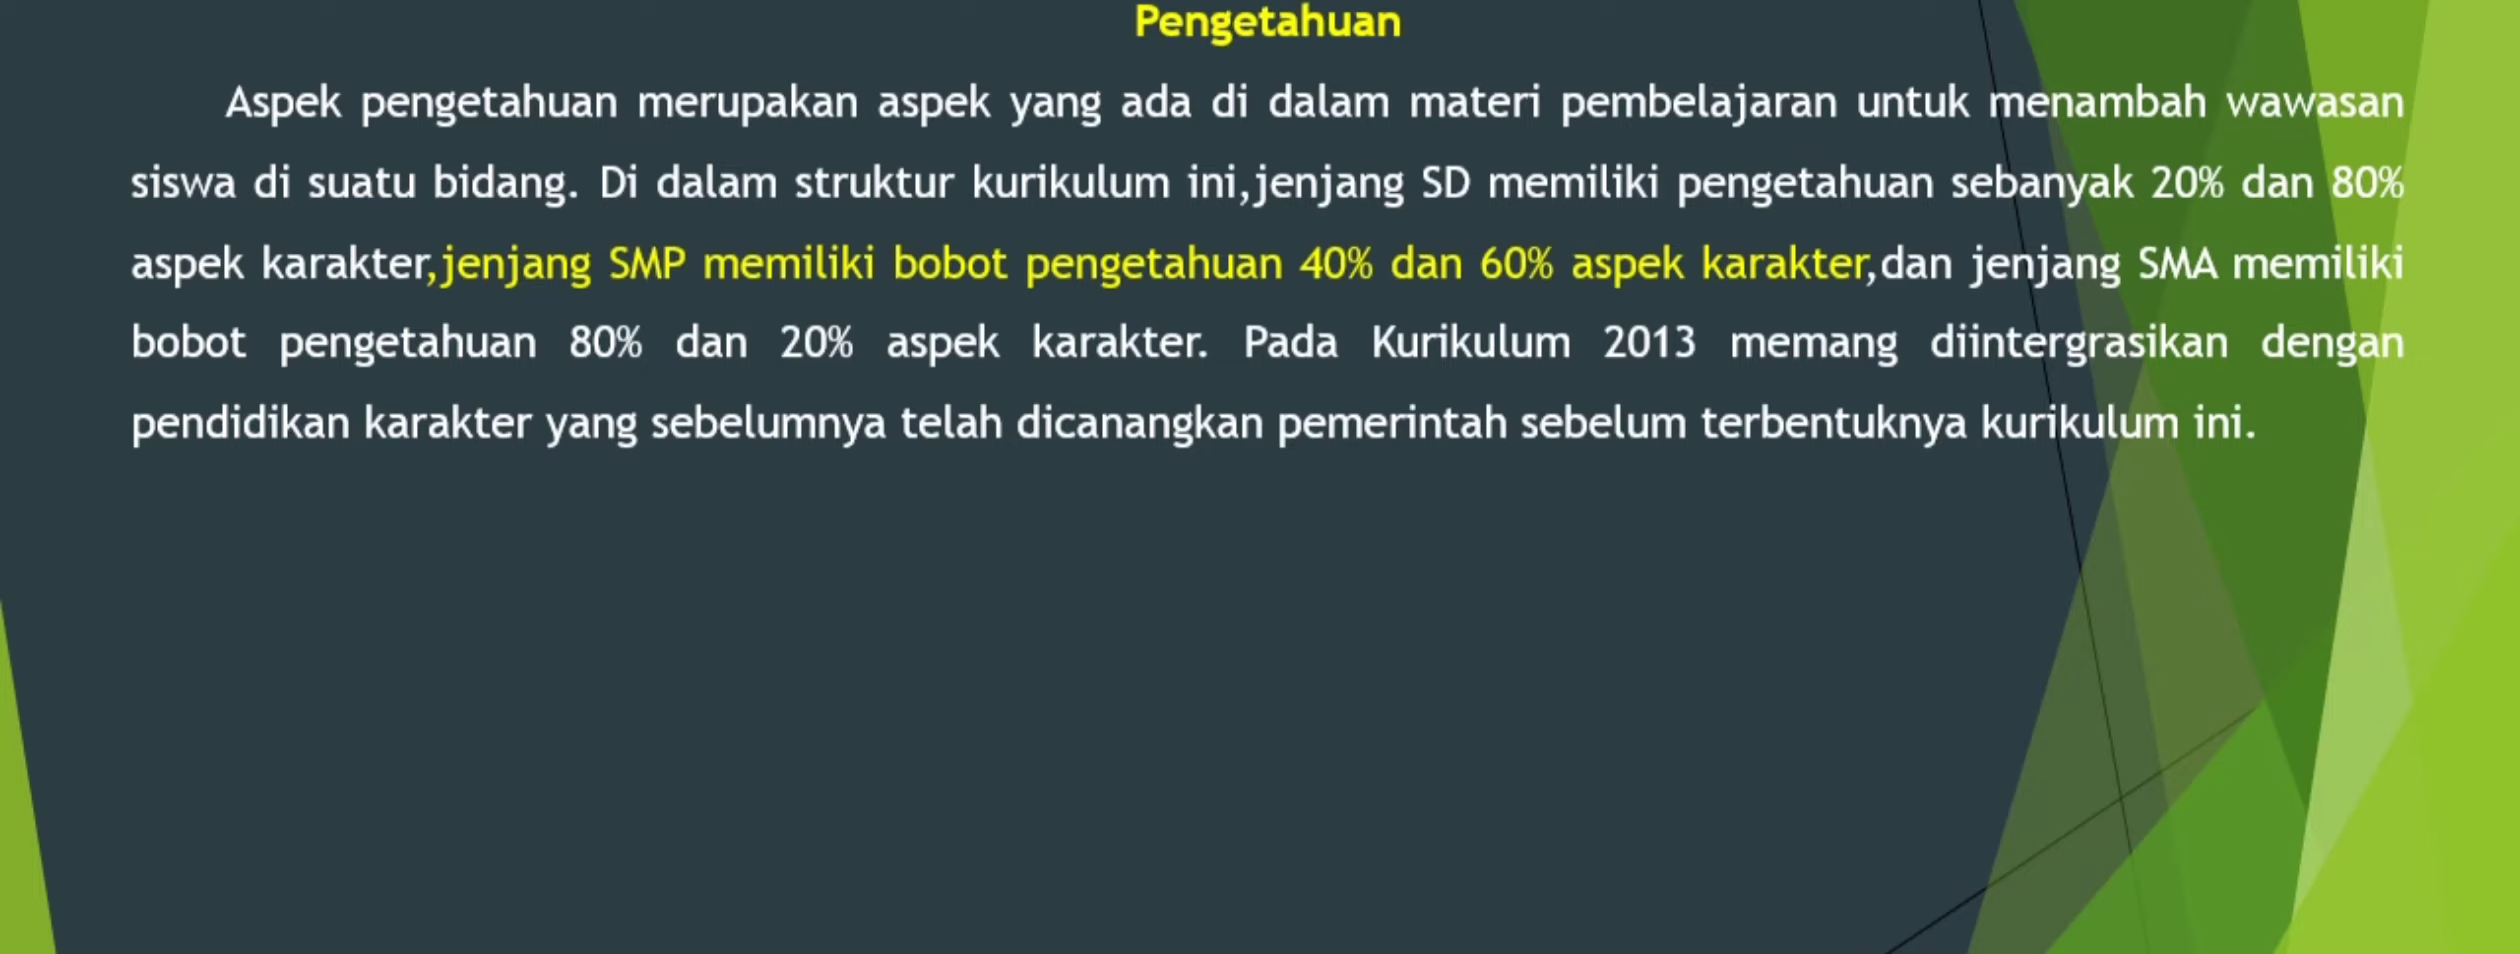 Pengetahuan
Aspek pengetahuan merupakan aspek yang ada di dalam materi pembelajaran untuk menambah wawasan
siswa di suatu bidang. Di dalam struktur kurikulum ini,jenjang SD memiliki pengetahuan sebanyak 20% dan 80%
aspek karakter,jenjang SMP memiliki bobot pengetahuan 40% dan 60% aspek karakter,dan jenjang SMA memiliki
bobot pengetahuan 80% dan 20% aspek karakter. Pada Kurikulum 2013 memang diintergrasikan dengan
pendidikan karakter yang sebelumnya telah dicanangkan pemerintah sebelum terbentuknya kurikulum ini.